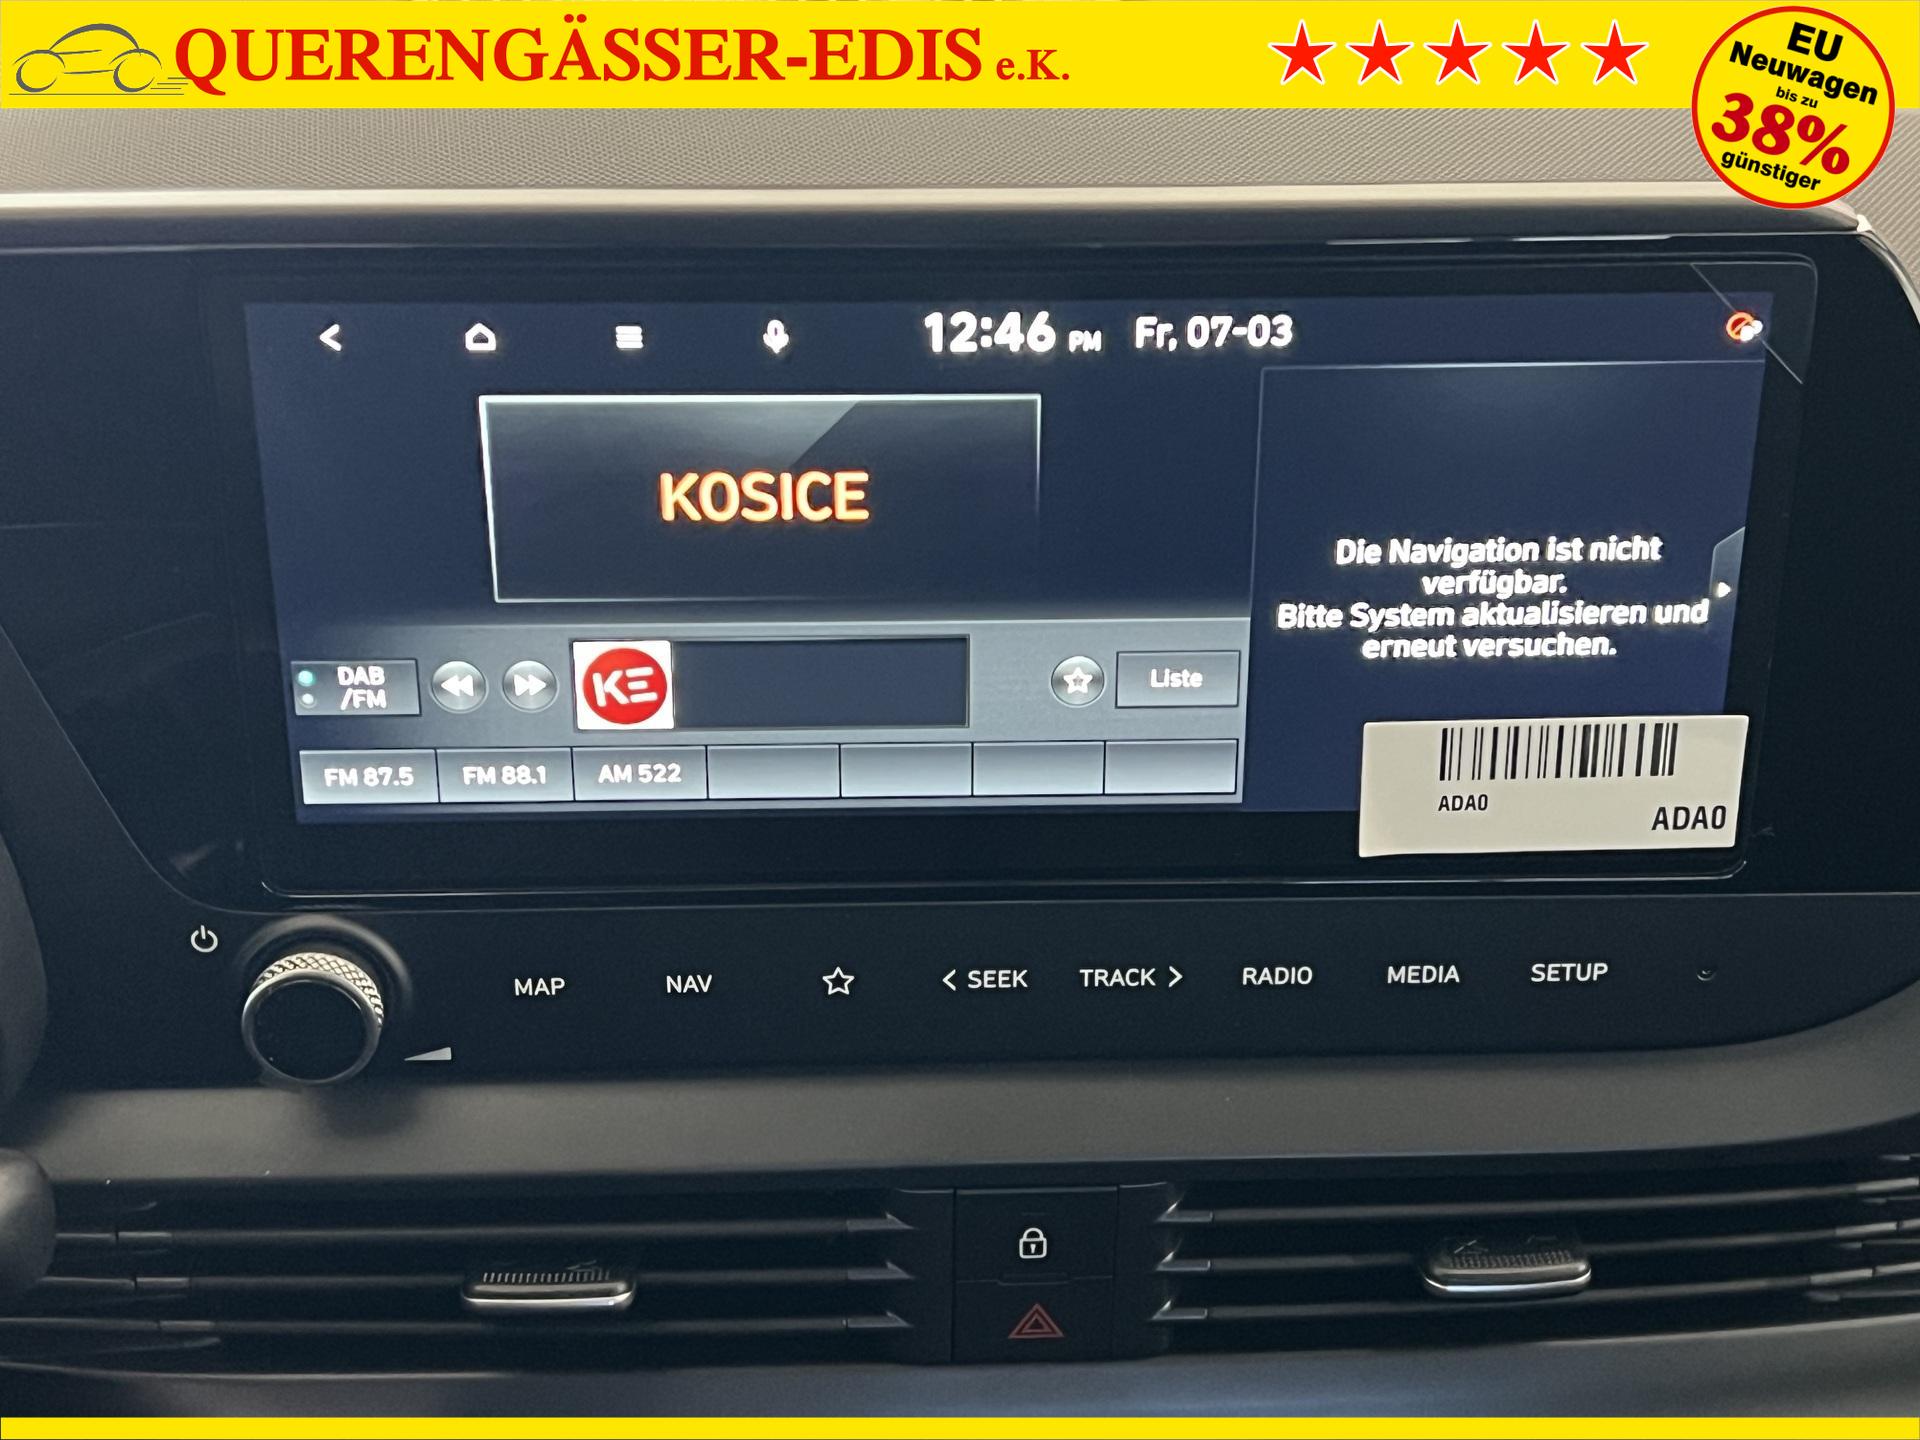 QUERENGÄSSER-EDIS e.K.
EU
Neuwagen
bis zu
38%
günstiger
12:46 PM Fr, 07-03
KOSICE
Die Navigation ist nicht
verfügbar.
Bitte System aktualisieren und
erneut versuchen.
DAB
/FM
KE
Liste
FM 87.5
FM 88.1
AM 522
ADA0
ADA0
MAP
NAV
< SEEK
TRACK >
RADIO
MEDIA
SETUP